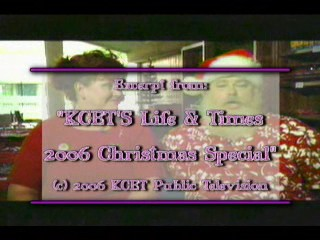 Excerpt from:
"KCET'S Life & Times
2006 Christmas Special"
(c) 2006 KCET Public Television